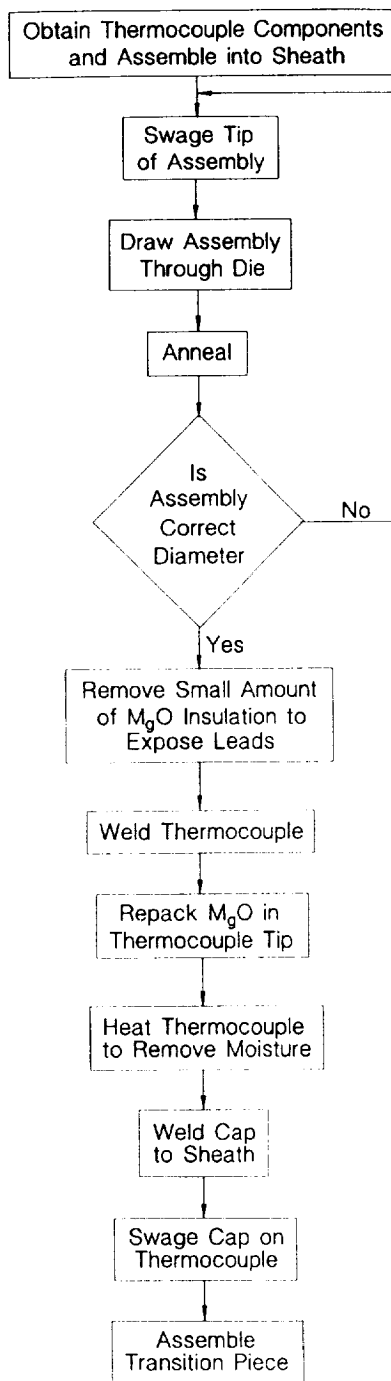 Obtain Thermocouple Components
and Assemble into Sheath
Swage Tip
of Assembly
Draw Assembly
Through Die
Anneal
Is
Assembly
Correct
Diameter
No
Yes
Remove Small Amount
of MgO Insulation to
Expose Leads
Weld Thermocouple
Repack MgO in
Thermocouple Tip
Heat Thermocouple
to Remove Moisture
Weld Cap
to Sheath
Swage Cap on
Thermocouple
Assemble
Transition Piece